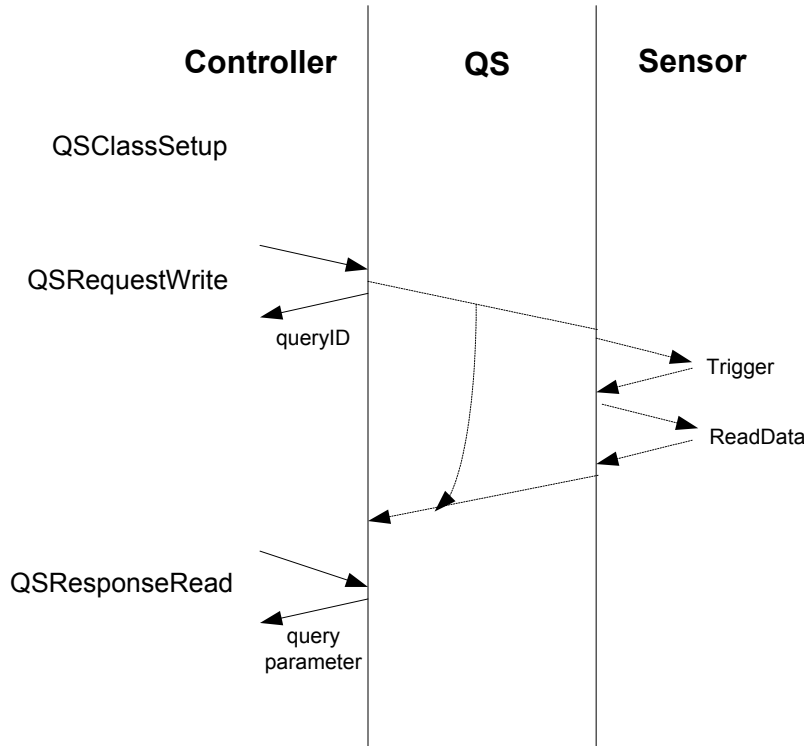 Controller
QS
Sensor
QSClassSetup
QSRequestWrite
queryID
Trigger
ReadData
QSResponseRead
query
parameter